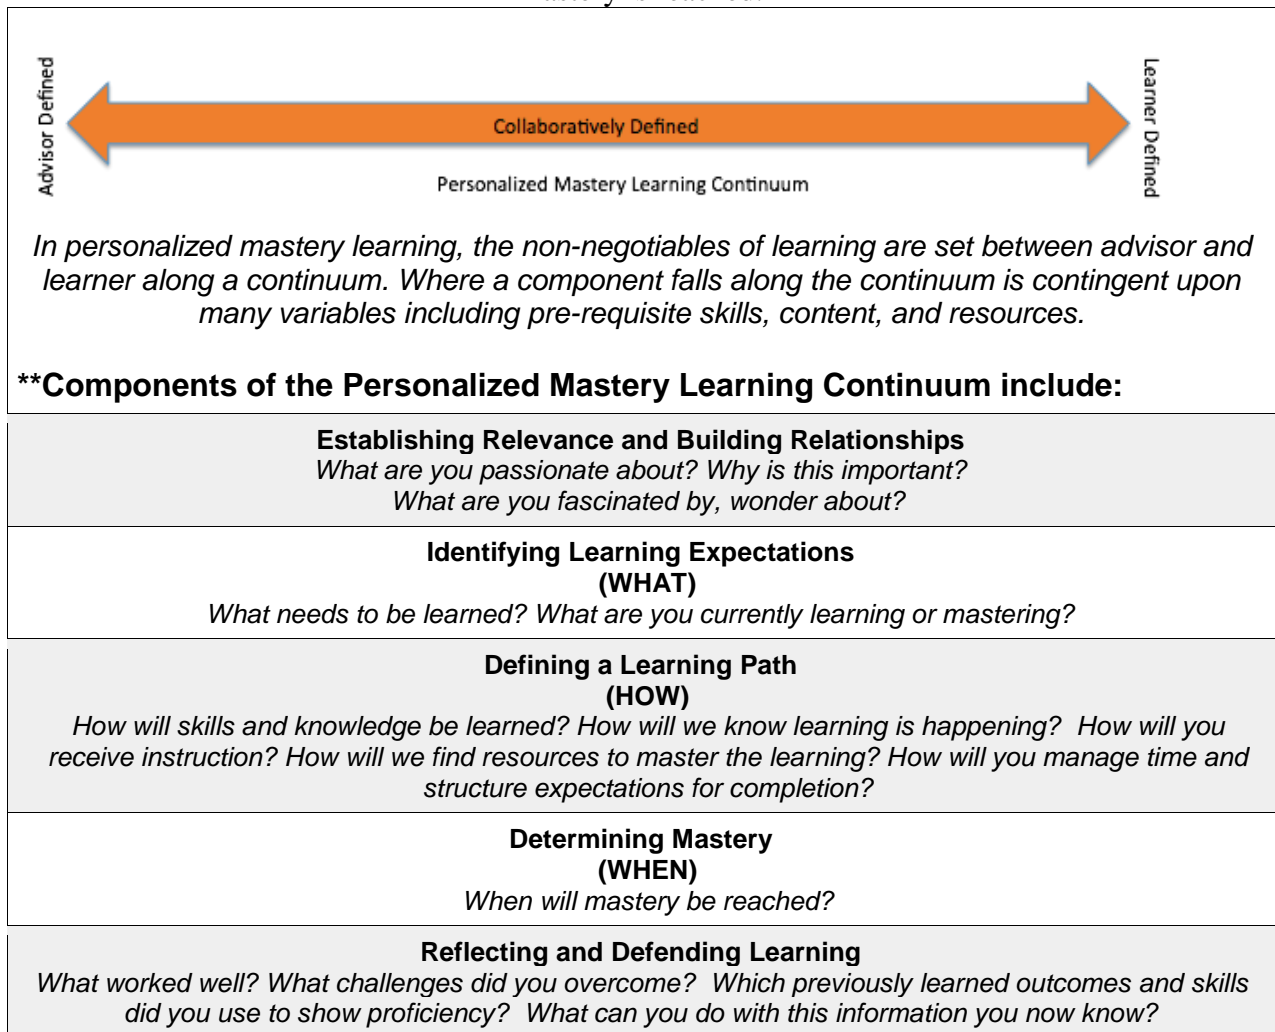 Advisor Defined
Collaboratively Defined
Learner Defined
Personalized Mastery Learning Continuum
In personalized mastery learning, the non-negotiables of learning are set between advisor and
learner along a continuum. Where a component falls along the continuum is contingent upon
many variables including pre-requisite skills, content, and resources.
**Components of the Personalized Mastery Learning Continuum include:
Establishing Relevance and Building Relationships
What are you passionate about? Why is this important?
What are you fascinated by, wonder about?
Identifying Learning Expectations
(WHAT)
What needs to be learned? What are you currently learning or mastering?
Defining a Learning Path
(HOW)
How will skills and knowledge be learned? How will we know learning is happening?  How will you
receive instruction? How will we find resources to master the learning? How will you manage time and
structure expectations for completion?
Determining Mastery
(WHEN)
When will mastery be reached?
Reflecting and Defending Learning
What worked well? What challenges did you overcome?  Which previously learned outcomes and skills
did you use to show proficiency?  What can you do with this information you now know?